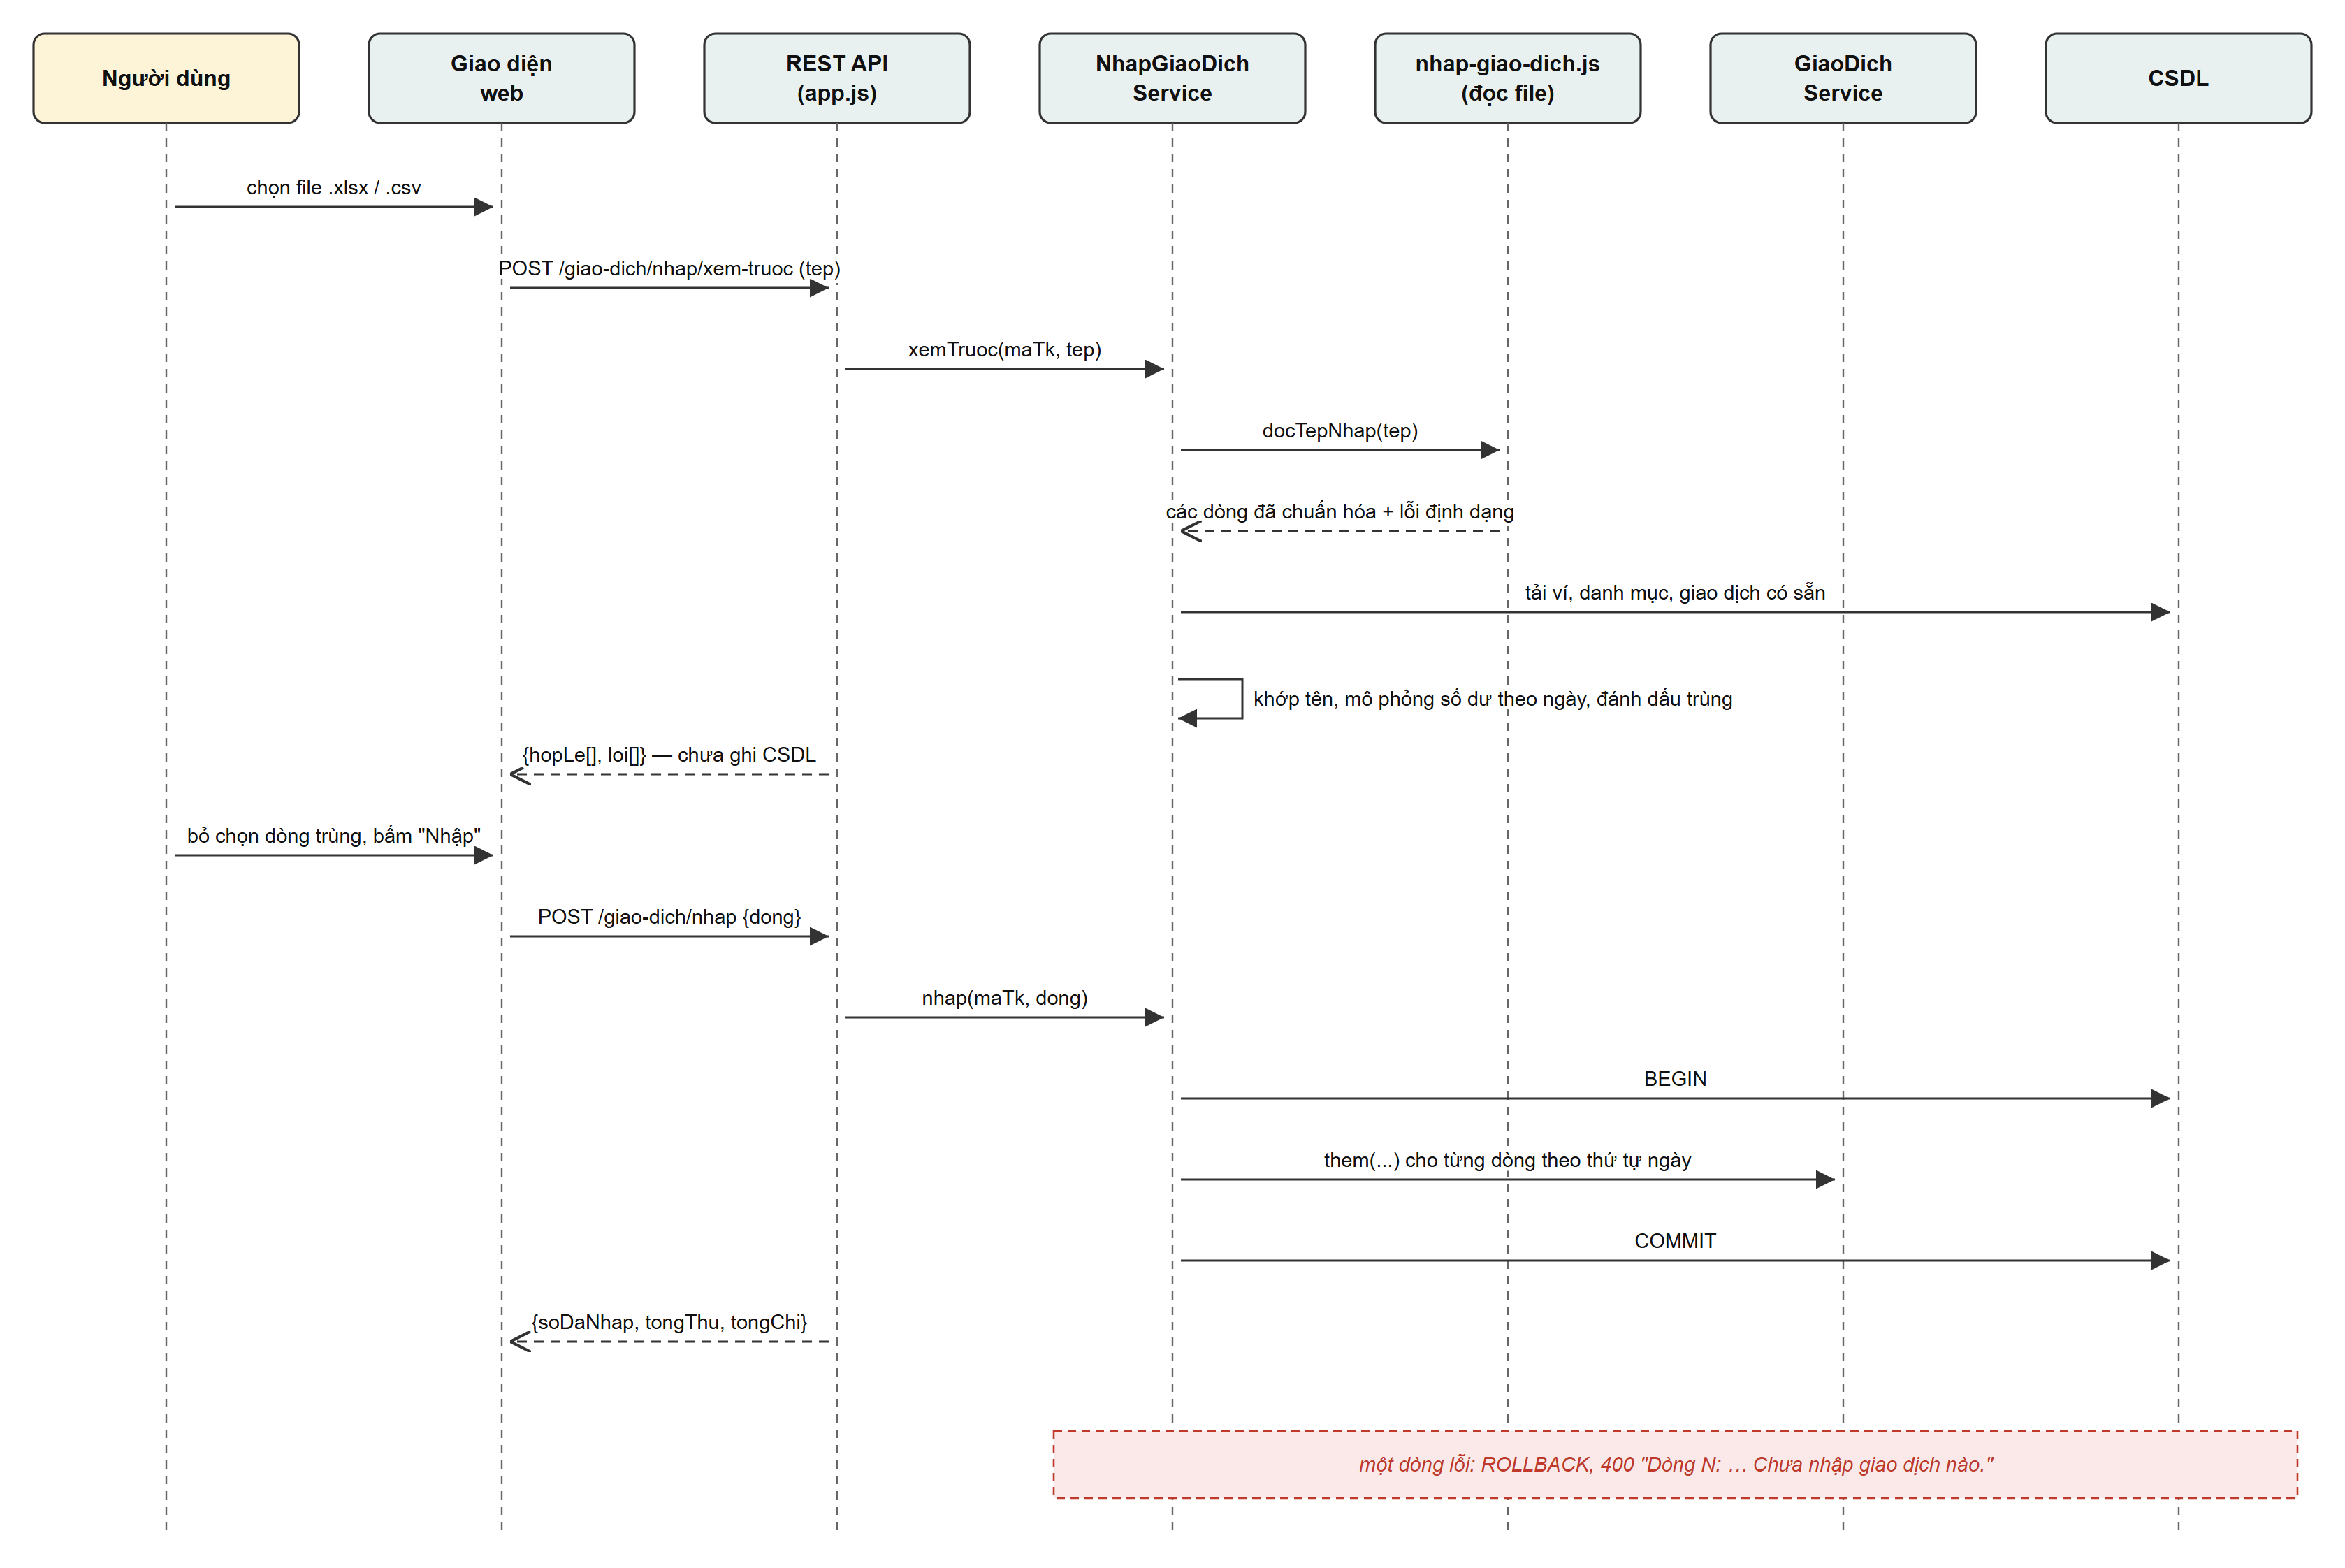 Người dùng
Giao diện
web
REST API
(app.js)
NhapGiaoDich
Service
nhap-giao-dich.js
(đọc file)
GiaoDich
Service
CSDL
chọn file .xlsx / .csv
POST /giao-dich/nhap/xem-truoc (tep)
xemTruoc(maTk, tep)
docTepNhap(tep)
các dòng đã chuẩn hóa + lỗi định dạng
tải ví, danh mục, giao dịch có sẵn
khớp tên, mô phỏng số dư theo ngày, đánh dấu trùng
{hopLe[], loi[]} — chưa ghi CSDL
bỏ chọn dòng trùng, bấm "Nhập"
POST /giao-dich/nhap {dong}
nhap(maTk, dong)
BEGIN
them(...) cho từng dòng theo thứ tự ngày
COMMIT
{soDaNhap, tongThu, tongChi}
một dòng lỗi: ROLLBACK, 400 "Dòng N: … Chưa nhập giao dịch nào."